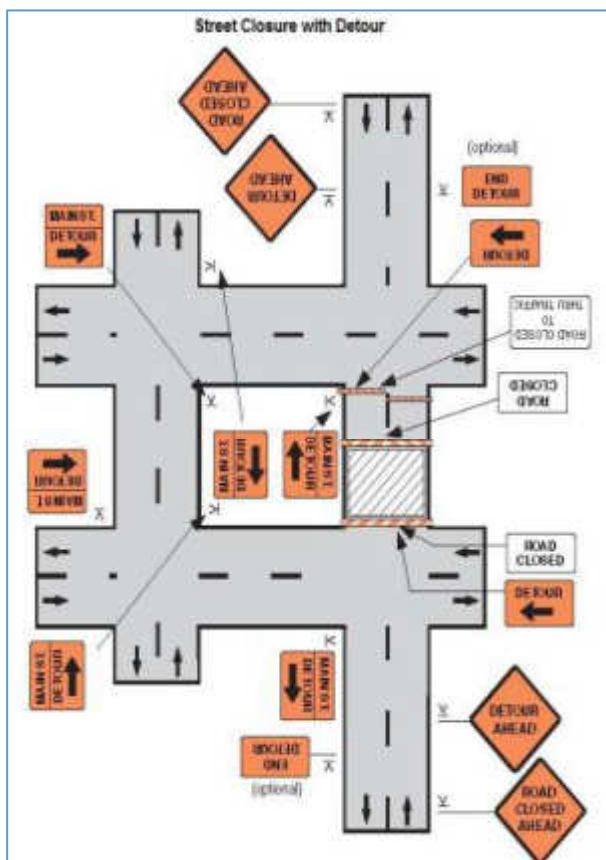 Street Closure with Detour
ROAD
CLOSED
AHEAD
DETOUR
AHEAD
(optional)
END
DETOUR
MAIN ST.
DETOUR
DETOUR
ROAD CLOSED
TO
THRU TRAFFIC
ROAD
CLOSED
MAIN ST
DETOUR
MAIN ST
DETOUR
MAIN ST
DETOUR
ROAD
CLOSED
DETOUR
MAIN ST
DETOUR
MAIN ST
DETOUR
DETOUR
AHEAD
END
DETOUR
(optional)
ROAD
CLOSED
AHEAD